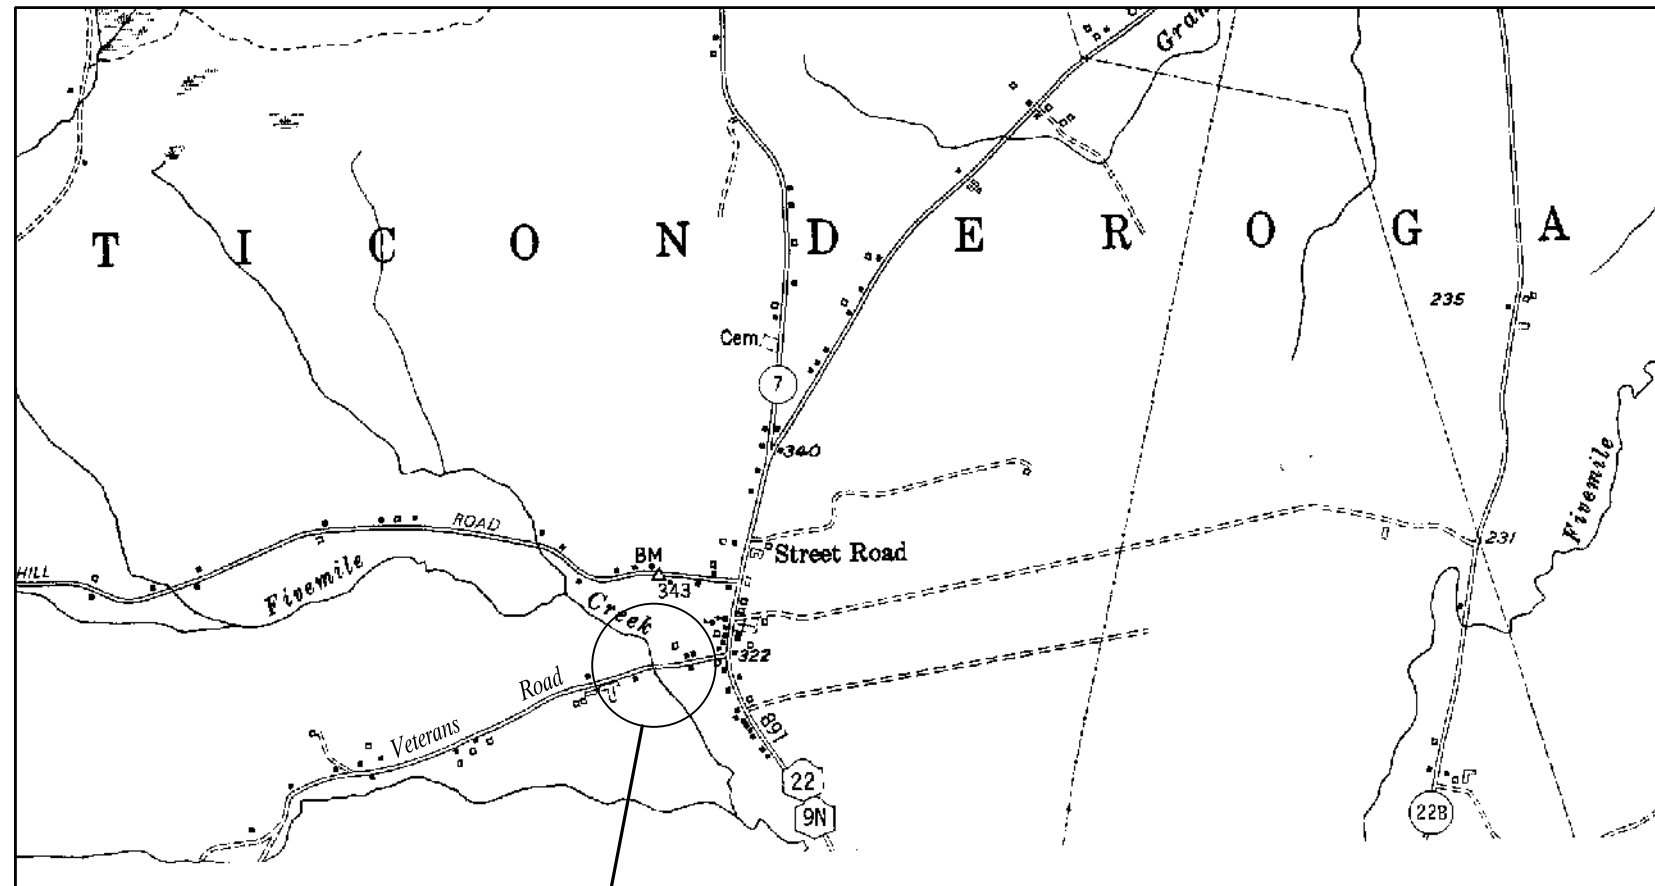 Gran
T I C O N D E R O G A
235
Cem.
7
340
Fivemile
ROAD
Street Road
231
HILL
BM
343
Fivemile
Creek
322
Road
Veterans
891
22
9N
22B